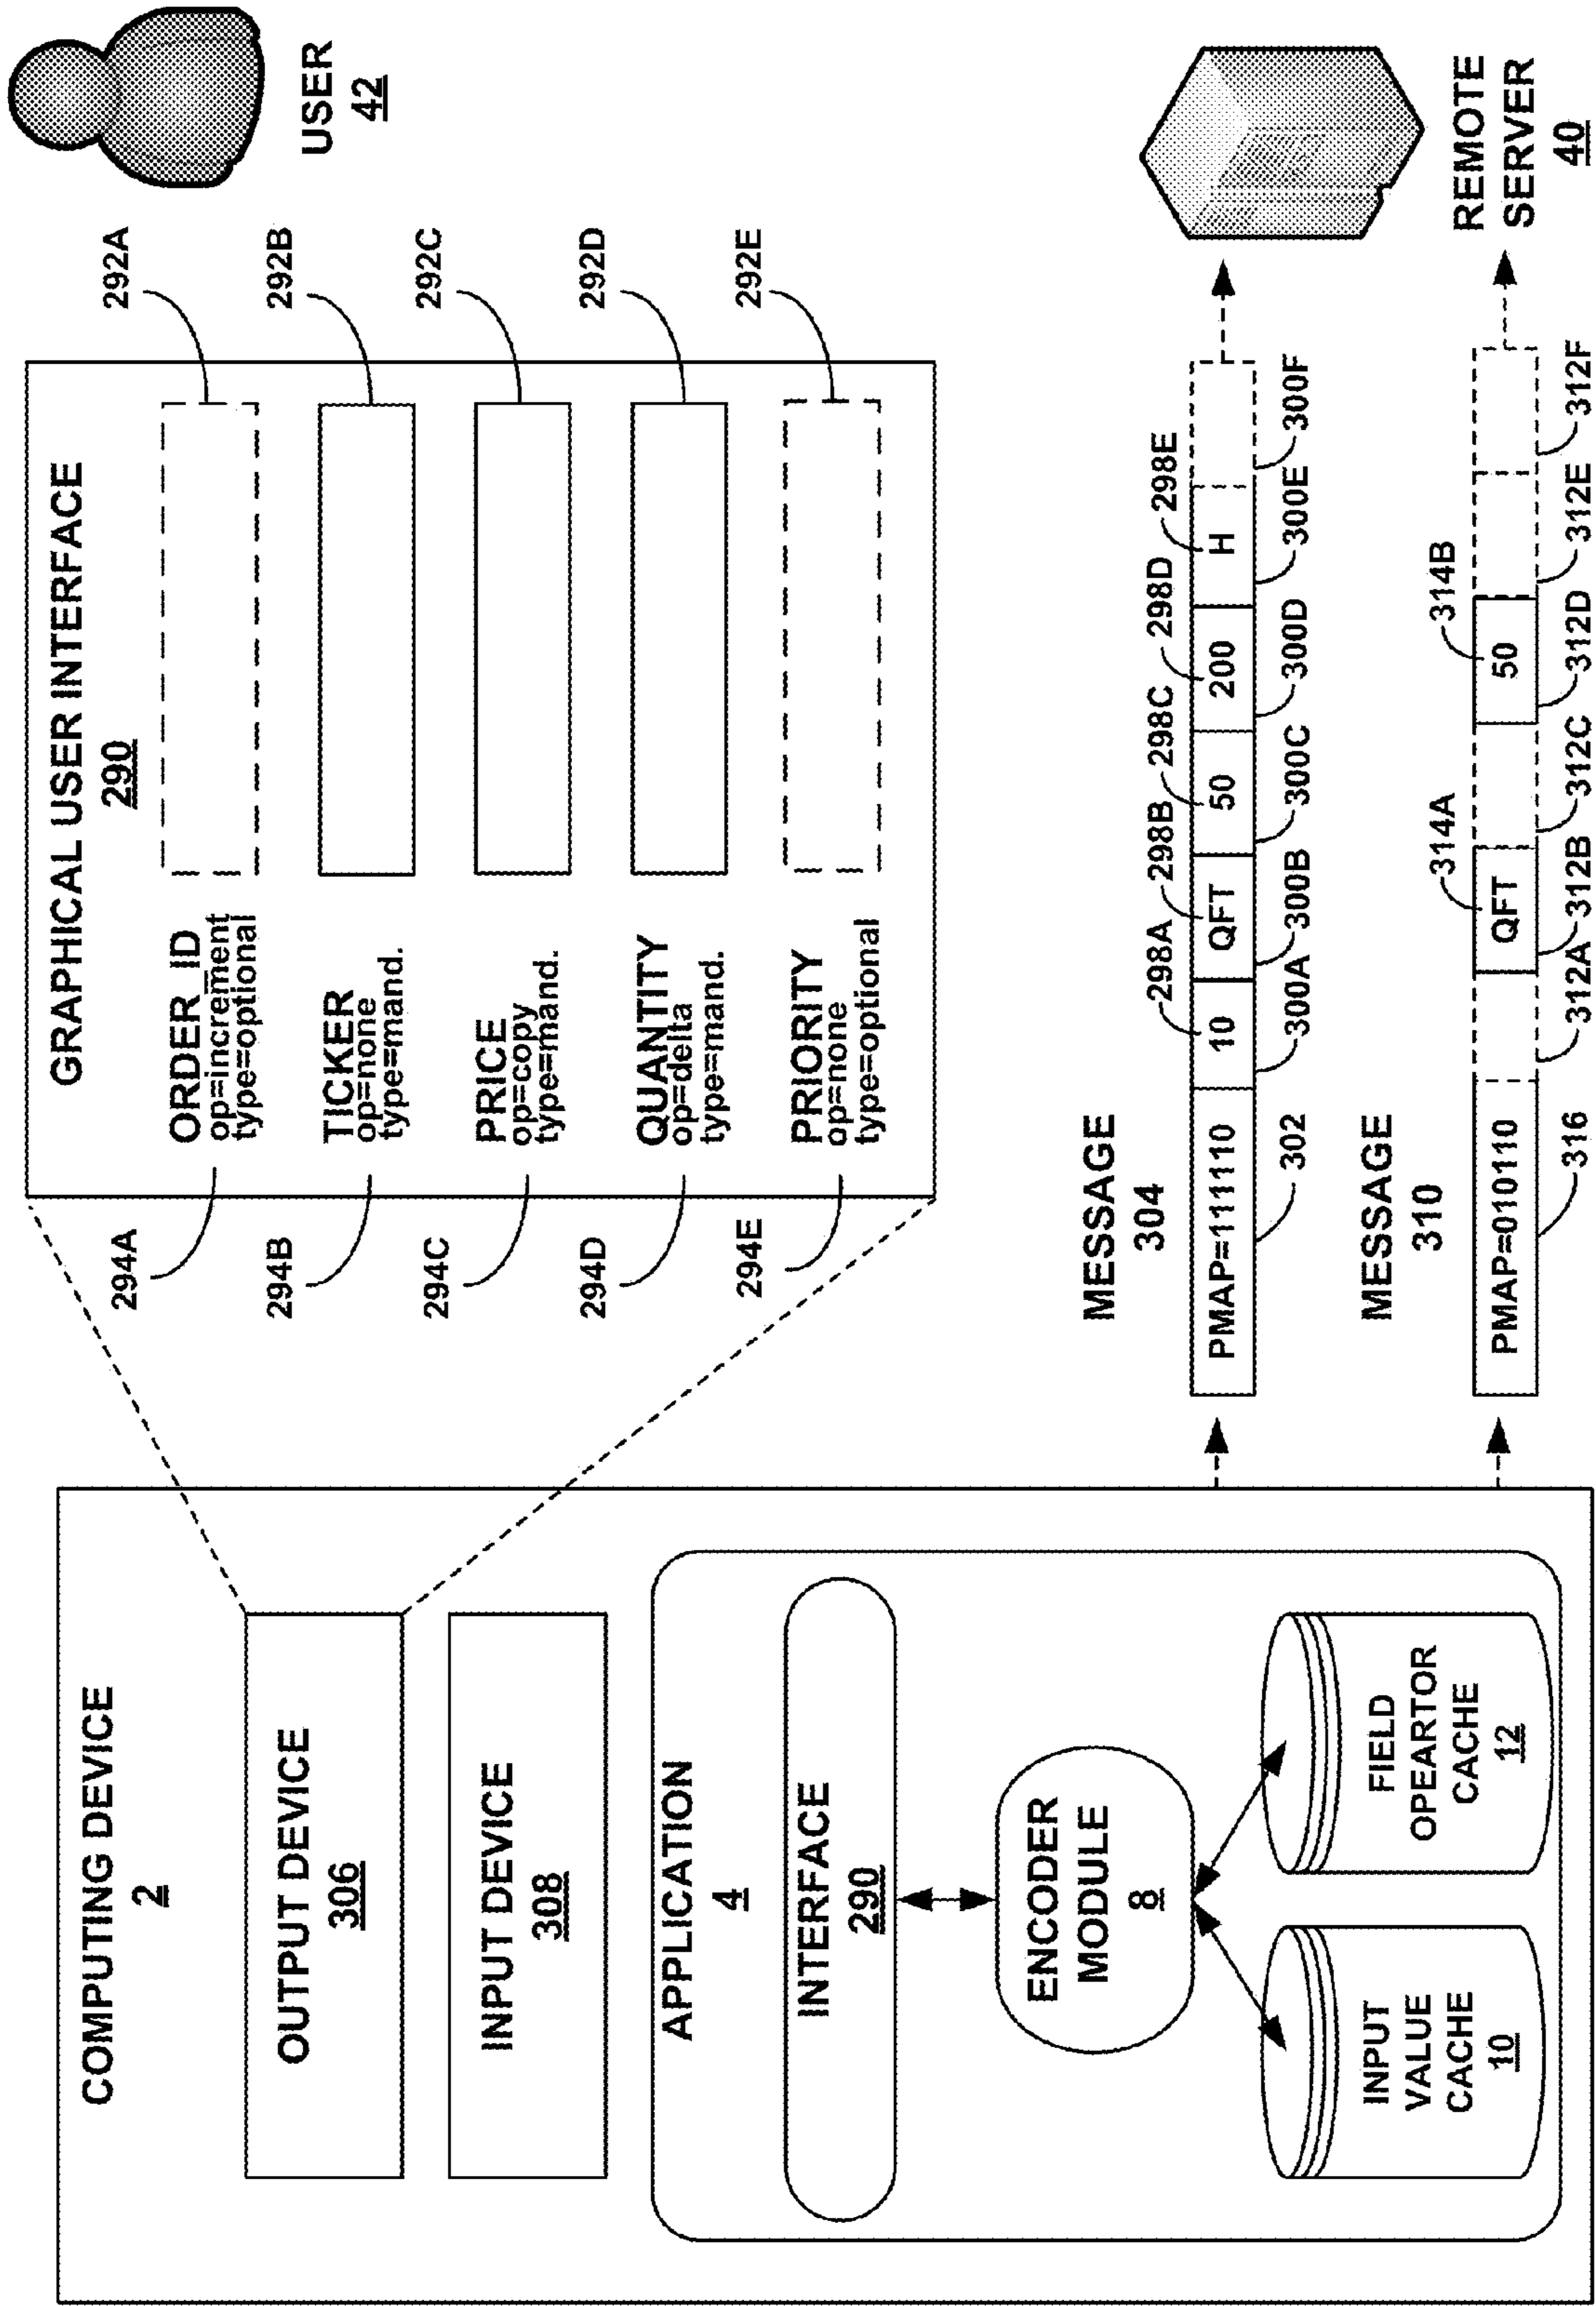 COMPUTING DEVICE
2
OUTPUT DEVICE
306
INPUT DEVICE
308
APPLICATION
4
INTERFACE
290
ENCODER
MODULE
8
INPUT
VALUE
CACHE
10
FIELD
OPEARTOR
CACHE
12
GRAPHICAL USER INTERFACE
290
294A
ORDER_ID
op=increment
type=optional
292A
294B
TICKER
op=none
type=mand.
292B
294C
PRICE
op=copy
type=mand.
292C
294D
QUANTITY
op=delta
type=mand.
292D
294E
PRIORITY
op=none
type=optional
292E
USER
42
MESSAGE
304
298A 298B 298C 298D 298E
PMAP=111110 10 QFT 50 200 H
302 300A 300B 300C 300D 300E 300F
MESSAGE
310
314A 314B
PMAP=010110 QFT 50
316 312A 312B 312C 312D 312E 312F
REMOTE
SERVER
40